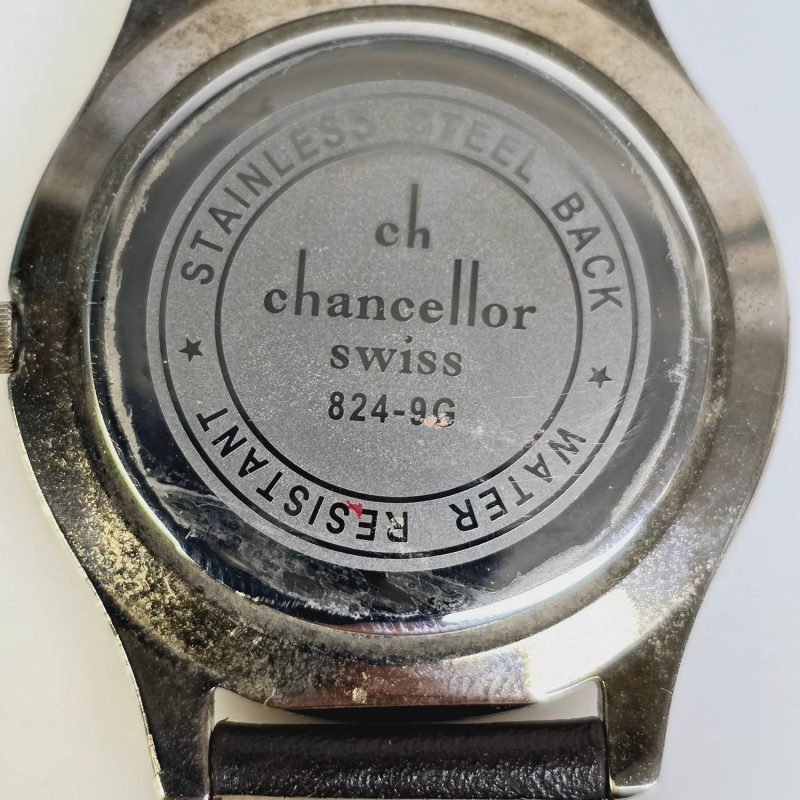 STAINLESS STEEL BACK
ch
chancellor
swiss
824-9G
WATER RESISTANT